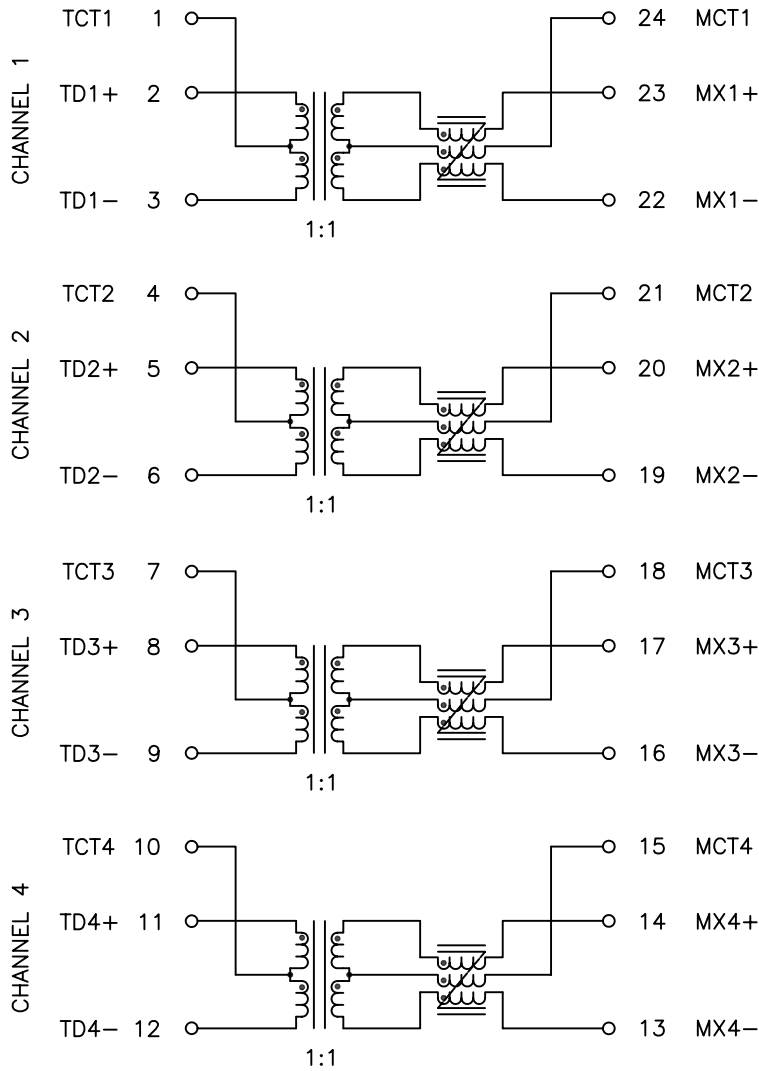 CHANNEL 1
TCT1 1 24 MCT1
TD1+ 2 23 MX1+
TD1− 3 22 MX1−
1:1
CHANNEL 2
TCT2 4 21 MCT2
TD2+ 5 20 MX2+
TD2− 6 19 MX2−
1:1
CHANNEL 3
TCT3 7 18 MCT3
TD3+ 8 17 MX3+
TD3− 9 16 MX3−
1:1
CHANNEL 4
TCT4 10 15 MCT4
TD4+ 11 14 MX4+
TD4− 12 13 MX4−
1:1